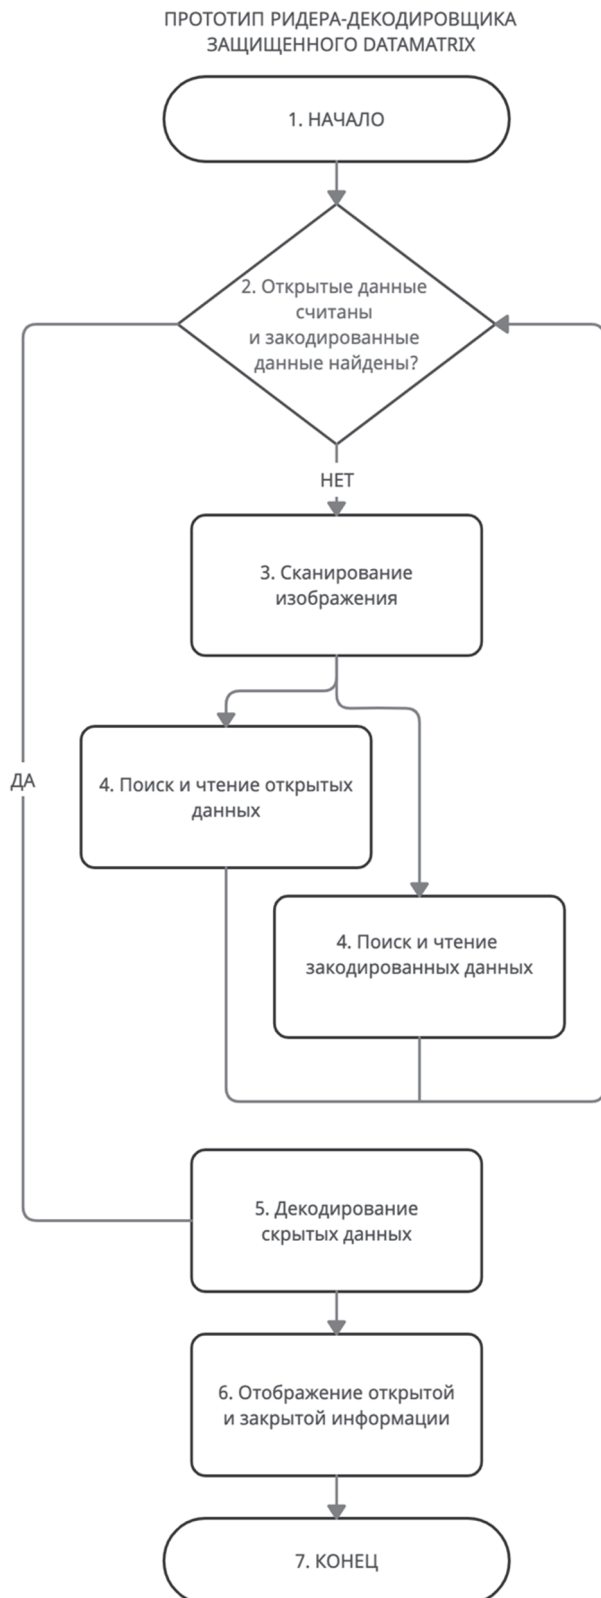 ПРОТОТИП РИДЕРА-ДЕКОДИРОВЩИКА
ЗАЩИЩЕННОГО DATAMATRIX
1. НАЧАЛО
2. Открытые данные
считаны
и закодированные
данные найдены?
НЕТ
3. Сканирование
изображения
ДА
4. Поиск и чтение открытых
данных
4. Поиск и чтение
закодированных данных
5. Декодирование
скрытых данных
6. Отображение открытой
и закрытой информации
7. КОНЕЦ